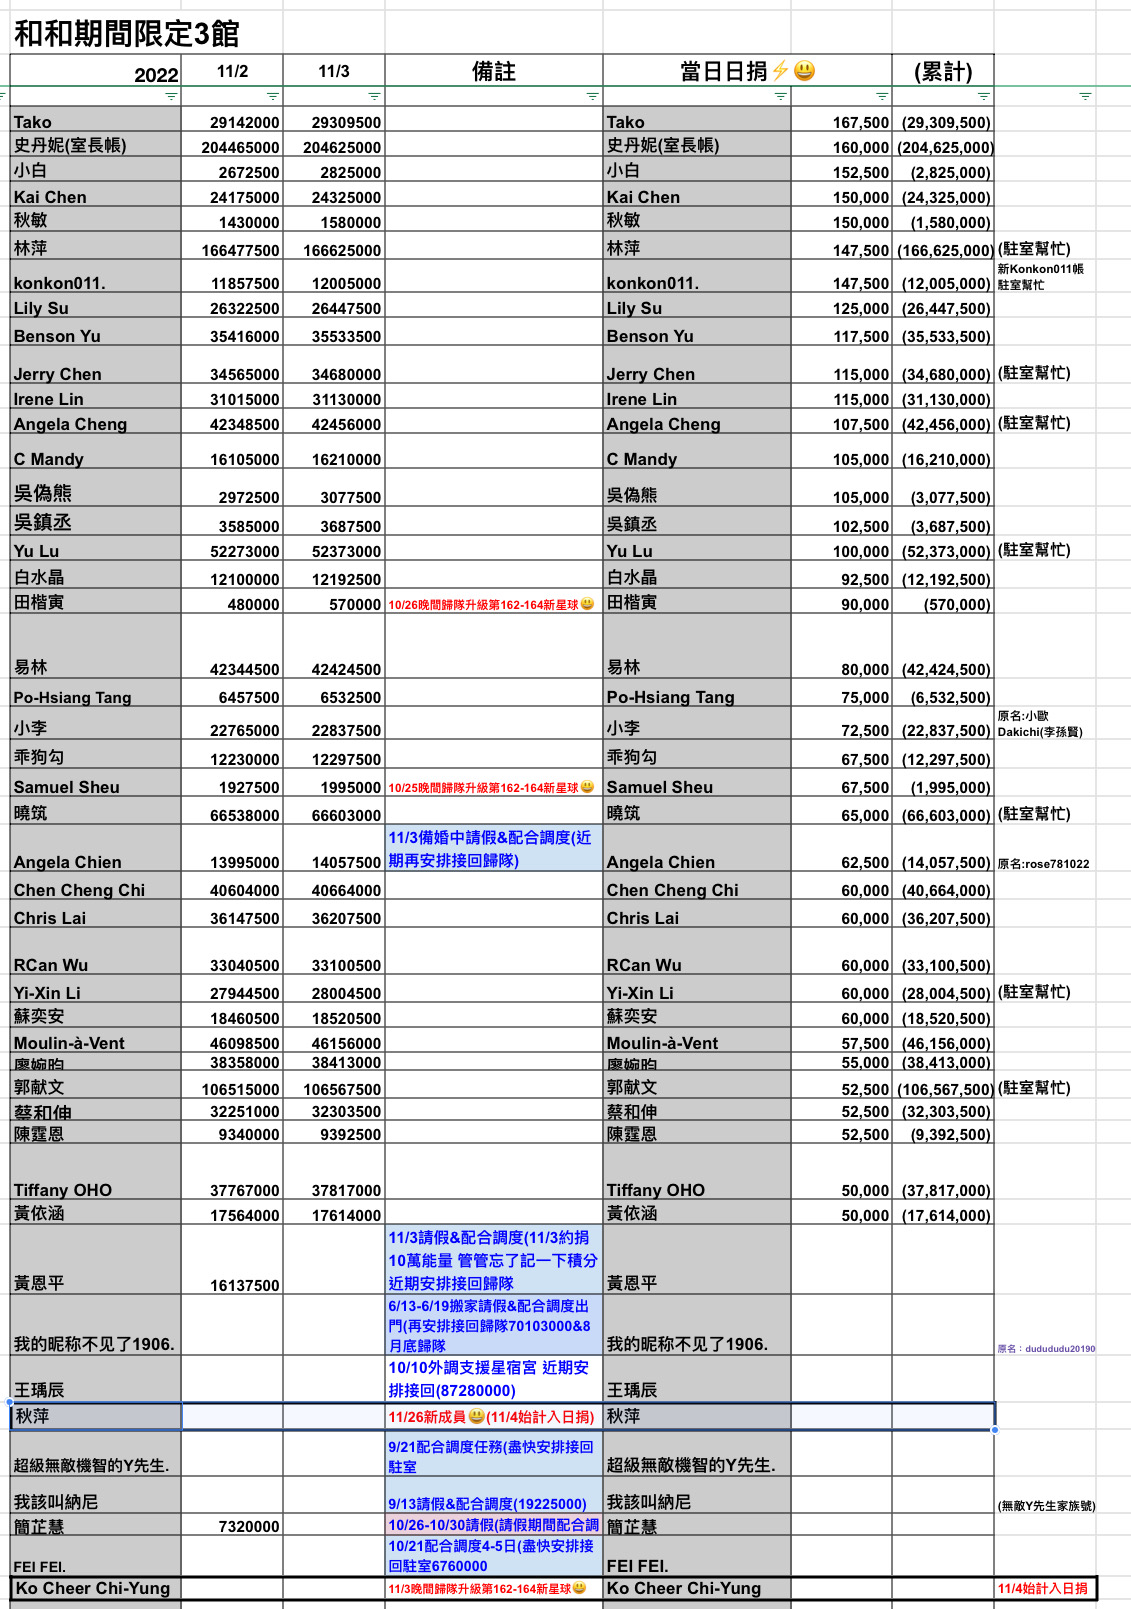 和和期間限定3館
2022 11/2 11/3 備註 當日日捐⚡😃 (累計)
Tako 29142000 29309500 Tako 167,500 (29,309,500)
史丹妮(室長帳) 204465000 204625000 史丹妮(室長帳) 160,000 (204,625,000)
小白 2672500 2825000 小白 152,500 (2,825,000)
Kai Chen 24175000 24325000 Kai Chen 150,000 (24,325,000)
秋敏 1430000 1580000 秋敏 150,000 (1,580,000)
林萍 166477500 166625000 林萍 147,500 (166,625,000) (駐室幫忙)
konkon011. 11857500 12005000 konkon011. 147,500 (12,005,000) 新Konkon011帳
駐室幫忙
Lily Su 26322500 26447500 Lily Su 125,000 (26,447,500)
Benson Yu 35416000 35533500 Benson Yu 117,500 (35,533,500)
Jerry Chen 34565000 34680000 Jerry Chen 115,000 (34,680,000) (駐室幫忙)
Irene Lin 31015000 31130000 Irene Lin 115,000 (31,130,000)
Angela Cheng 42348500 42456000 Angela Cheng 107,500 (42,456,000) (駐室幫忙)
C Mandy 16105000 16210000 C Mandy 105,000 (16,210,000)
吳偽熊 2972500 3077500 吳偽熊 105,000 (3,077,500)
吳鎮丞 3585000 3687500 吳鎮丞 102,500 (3,687,500)
Yu Lu 52273000 52373000 Yu Lu 100,000 (52,373,000) (駐室幫忙)
白水晶 12100000 12192500 白水晶 92,500 (12,192,500)
田楷寅 480000 570000 10/26晚間歸隊升級第162-164新星球😃 田楷寅 90,000 (570,000)
易林 42344500 42424500 易林 80,000 (42,424,500)
Po-Hsiang Tang 6457500 6532500 Po-Hsiang Tang 75,000 (6,532,500)
小李 22765000 22837500 小李 72,500 (22,837,500) 原名:小歐
Dakichi(李孫賢)
乖狗勾 12230000 12297500 乖狗勾 67,500 (12,297,500)
Samuel Sheu 1927500 1995000 10/25晚間歸隊升級第162-164新星球😃 Samuel Sheu 67,500 (1,995,000)
曉筑 66538000 66603000 曉筑 65,000 (66,603,000) (駐室幫忙)
11/3備婚中請假&配合調度(近
Angela Chien 13995000 14057500 期再安排接回歸隊) Angela Chien 62,500 (14,057,500) 原名:rose781022
Chen Cheng Chi 40604000 40664000 Chen Cheng Chi 60,000 (40,664,000)
Chris Lai 36147500 36207500 Chris Lai 60,000 (36,207,500)
RCan Wu 33040500 33100500 RCan Wu 60,000 (33,100,500)
Yi-Xin Li 27944500 28004500 Yi-Xin Li 60,000 (28,004,500) (駐室幫忙)
蘇奕安 18460500 18520500 蘇奕安 60,000 (18,520,500)
Moulin-à-Vent 46098500 46156000 Moulin-à-Vent 57,500 (46,156,000)
廖婉昀 38358000 38413000 廖婉昀 55,000 (38,413,000)
郭献文 106515000 106567500 郭献文 52,500 (106,567,500) (駐室幫忙)
蔡和伸 32251000 32303500 蔡和伸 52,500 (32,303,500)
陳霆恩 9340000 9392500 陳霆恩 52,500 (9,392,500)
Tiffany OHO 37767000 37817000 Tiffany OHO 50,000 (37,817,000)
黃依涵 17564000 17614000 黃依涵 50,000 (17,614,000)
11/3請假&配合調度(11/3約捐
10萬能量 管管忘了記一下積分
黃恩平 16137500 近期安排接回歸隊 黃恩平
6/13-6/19搬家請假&配合調度出
門(再安排接回歸隊70103000&8
我的昵称不见了1906. 月底歸隊 我的昵称不见了1906. 原名：dudududu20190
10/10外調支援星宿宮 近期安
王瑀辰 排接回(87280000) 王瑀辰
秋萍 11/26新成員😃(11/4始計入日捐) 秋萍
9/21配合調度任務(盡快安排接回
超級無敵機智的Y先生. 駐室 超級無敵機智的Y先生.
我該叫納尼 9/13請假&配合調度(19225000) 我該叫納尼 (無敵Y先生家族號)
簡芷慧 7320000 10/26-10/30請假(請假期間配合調 簡芷慧
10/21配合調度4-5日(盡快安排接
FEI FEI. 回駐室6760000 FEI FEI.
Ko Cheer Chi-Yung 11/3晚間歸隊升級第162-164新星球😃 Ko Cheer Chi-Yung 11/4始計入日捐